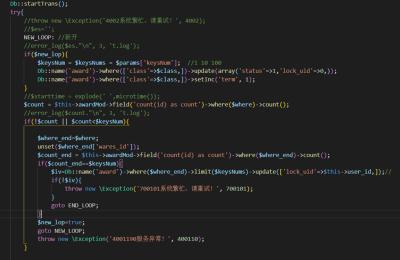 Db::startTrans();
try{
//throw new \Exception('4002系统繁忙，请重试！', 4002);
//$es='';
NEW_LOOP: //新开
//error_log($es."\n", 3, 't.log');
if($new_lop){
$keysNum = $keysNums = $params['keysNum']; //1 10 100
Db::name('award')->where(['class'=>$class,])->update(array('status'=>1,'lock_uid'=>0,));
Db::name('award')->where(['class'=>$class,])->setInc('term', 1);
}
//$starttime = explode(' ',microtime());
$count = $this->awardMod->field('count(id) as count')->where($where)->count();
//error_log($count."\n", 3, 't.log');
if(!$count || $count<$keysNum){
$where_end=$where;
unset($where_end['wares_id']);
$count_end = $this->awardMod->field('count(id) as count')->where($where_end)->count();
if($count_end>=$keysNum){
$iv=Db::name('award')->where($where_end)->limit($keysNums)->update(['lock_uid'=>$this->user_id,]);//
if(!$iv){
throw new \Exception('700101系统繁忙，请重试！', 700101);
}
goto END_LOOP;
}
$new_lop=true;
goto NEW_LOOP;
throw new \Exception('4001100服务异常！', 400110);
}